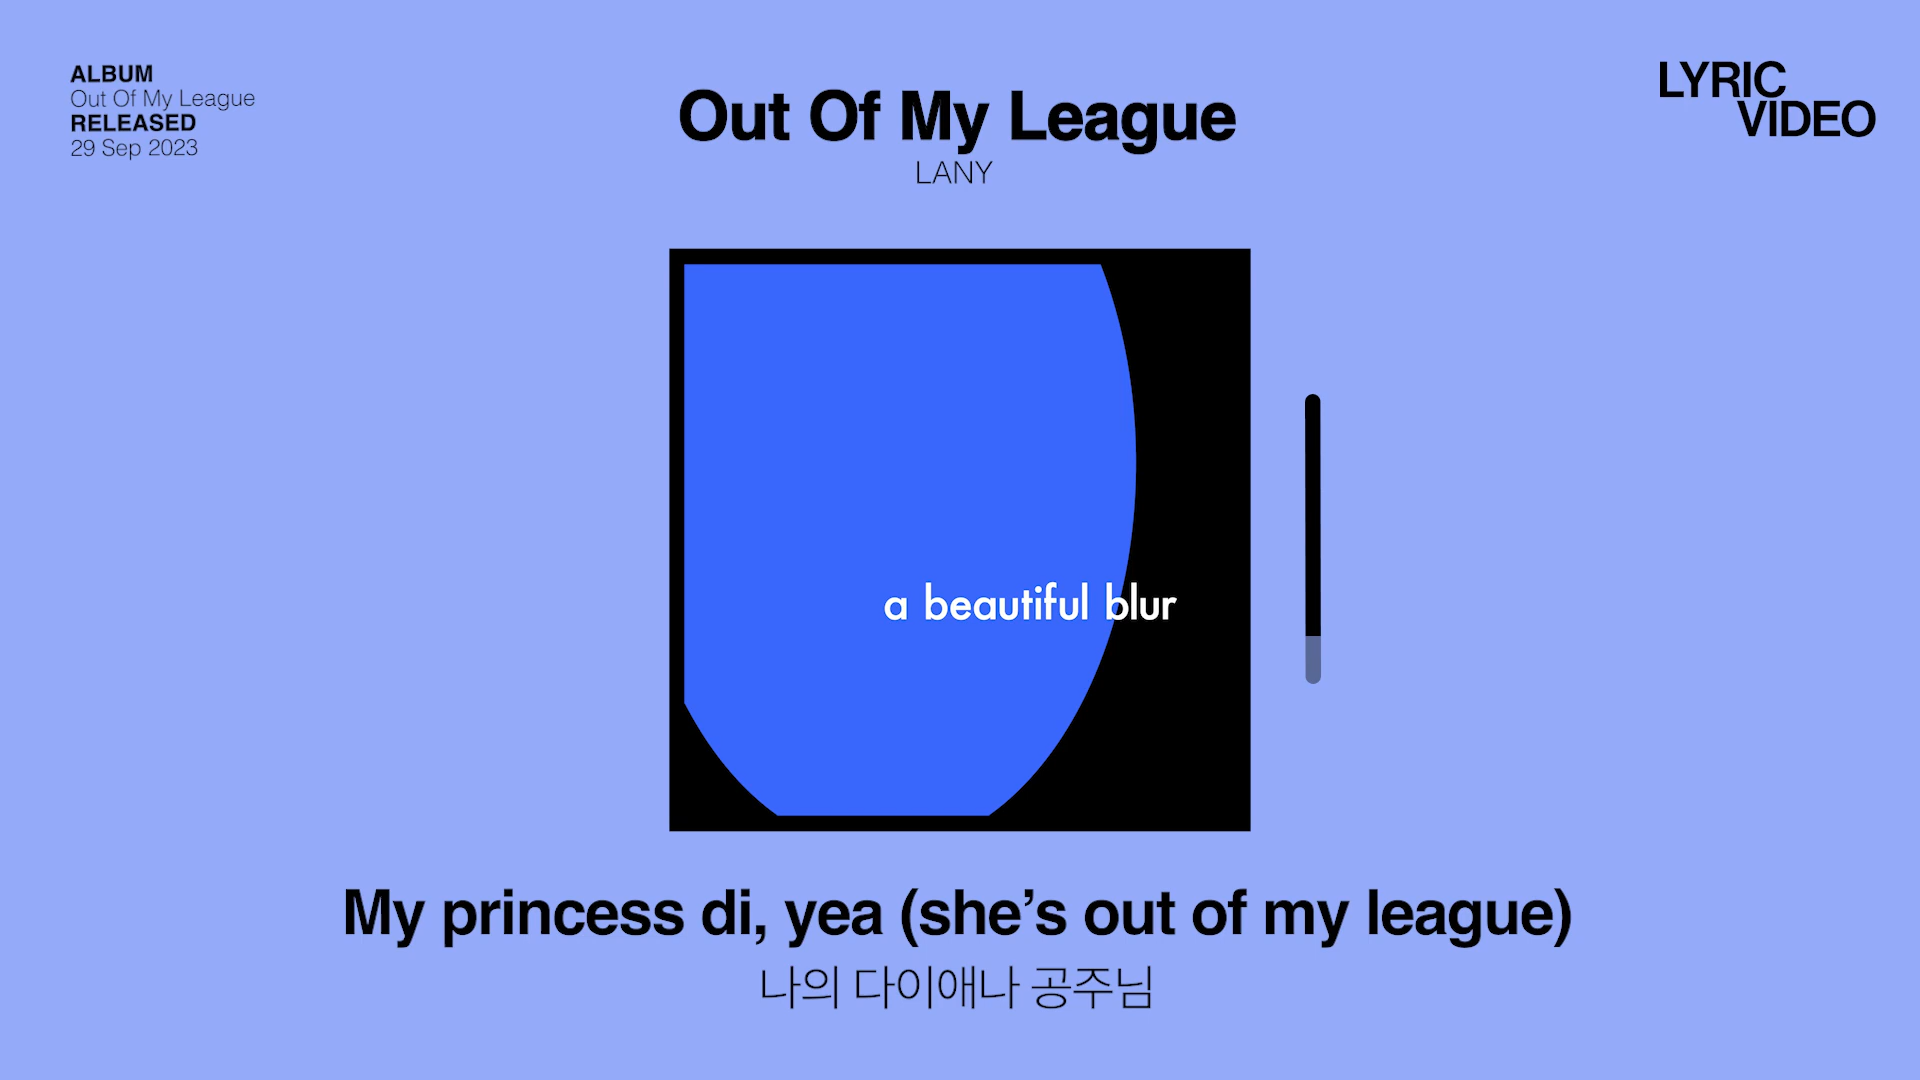 ALBUM
Out Of My League
RELEASED
29 Sep 2023
Out Of My League
LANY
LYRIC
VIDEO
a beautiful blur
My princess di, yea (she’s out of my league)
나의 다이애나 공주님